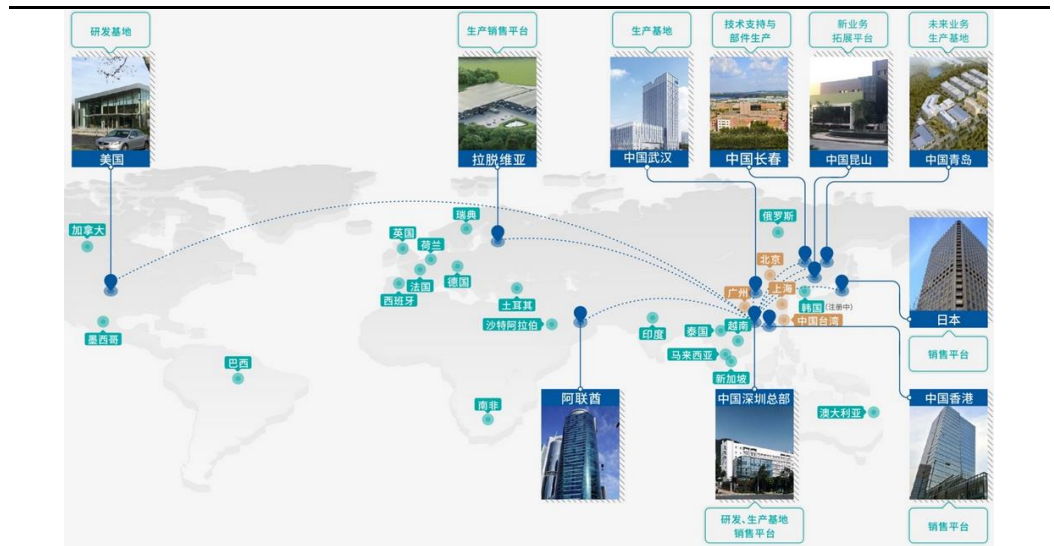 研发基地
生产销售平台
生产基地
技术支持与
部件生产
新业务
拓展平台
未来业务
生产基地
美国
拉脱维亚
中国武汉
中国长春
中国昆山
中国青岛
加拿大
瑞典
俄罗斯
英国
荷兰
北京
法国
德国
西班牙
土耳其
广州
上海
韩国(注册中)
墨西哥
沙特阿拉伯
印度
泰国
越南
中国台湾
日本
销售平台
马来西亚
新加坡
巴西
南非
澳大利亚
阿联酋
中国深圳总部
研发、生产基地
销售平台
中国香港
销售平台